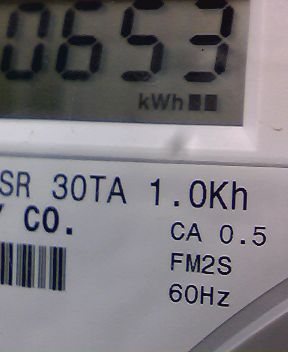 0653
kWh
SR 30TA 1.0Kh
Y CO.
CA 0.5
FM2S
60Hz